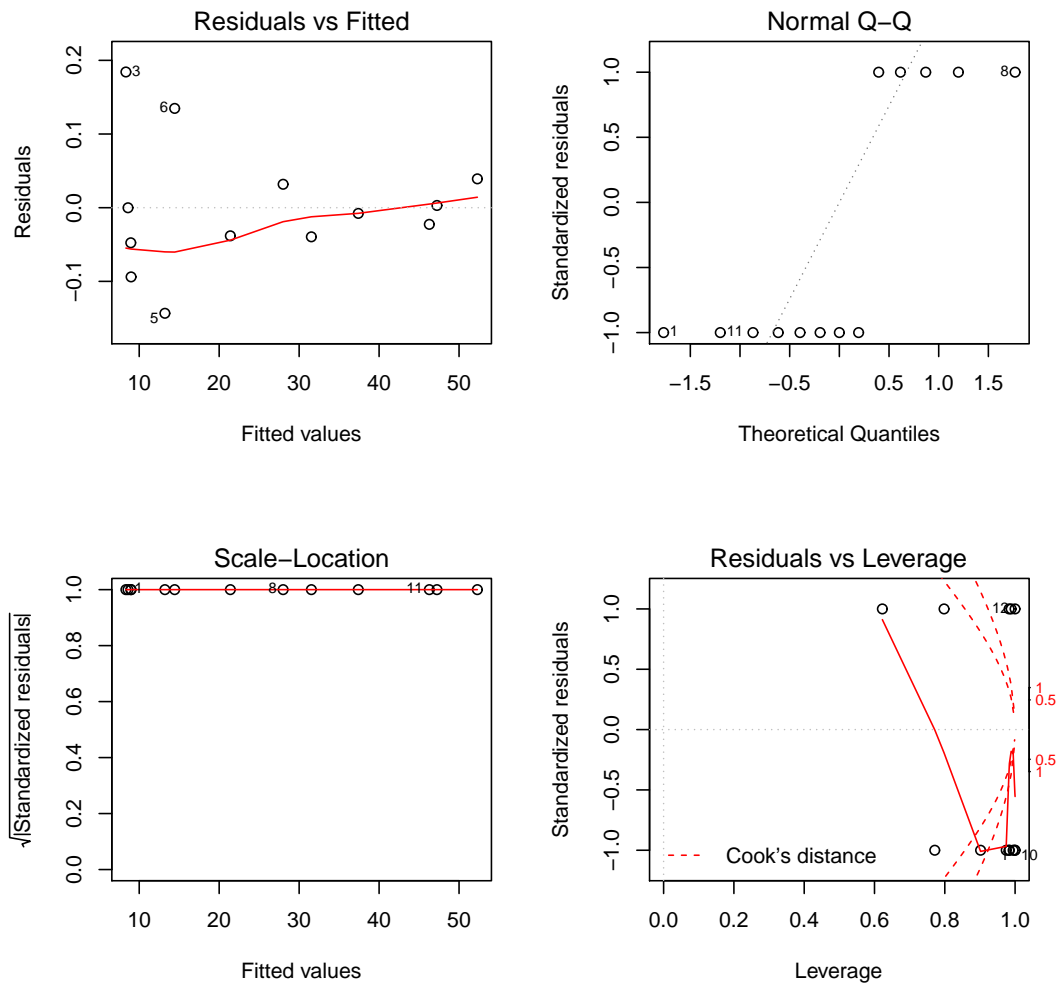 Residuals vs Fitted
Residuals
0.2
0.1
0.0
−0.1
3
6
5
10 20 30 40 50
Fitted values
Normal Q−Q
Standardized residuals
1.0
0.5
0.0
−0.5
−1.0
8
1
11
−1.5 −0.5 0.5 1.0 1.5
Theoretical Quantiles
Scale−Location
√|Standardized residuals|
1.0
0.8
0.6
0.4
0.2
0.0
1
8
11
10 20 30 40 50
Fitted values
Residuals vs Leverage
Standardized residuals
1.0
0.5
0.0
−0.5
−1.0
12
10
1
0.5
0.5
1
Cook's distance
0.0 0.2 0.4 0.6 0.8 1.0
Leverage